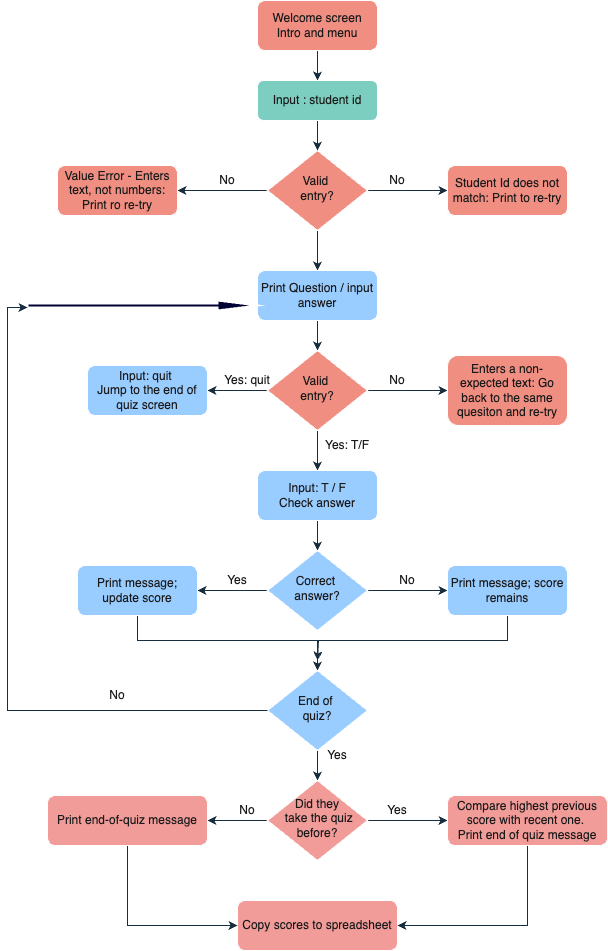 Welcome screen
Intro and menu
Input : student id
Value Error - Enters
text, not numbers:
Print ro re-try
No
Valid
entry?
No
Student Id does not
match: Print to re-try
Print Question / input
answer
Input: quit
Jump to the end of
quiz screen
Yes: quit
Valid
entry?
No
Enters a non-
expected text: Go
back to the same
quesiton and re-try
Yes: T/F
Input: T / F
Check answer
Print message;
update score
Yes
Correct
answer?
No
Print message; score
remains
No
End of
quiz?
Yes
Print end-of-quiz message
No
Did they
take the quiz
before?
Yes
Compare highest previous
score with recent one.
Print end of quiz message
Copy scores to spreadsheet